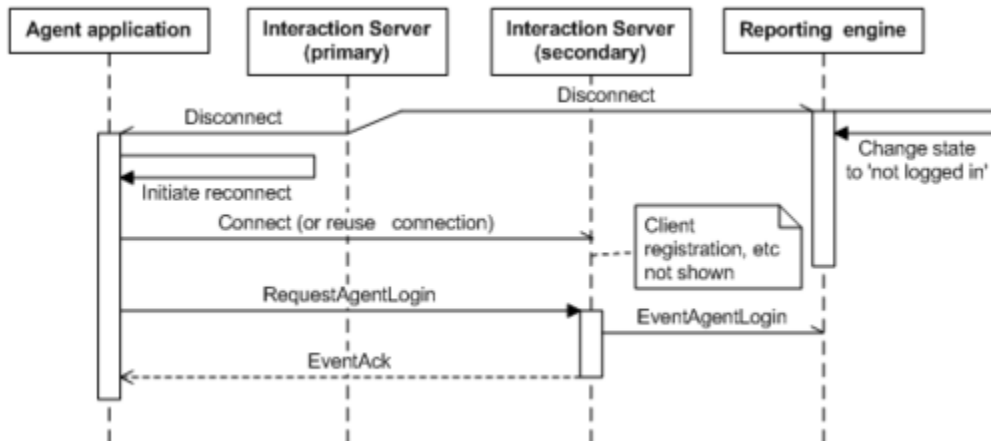 Agent application
Interaction Server
(primary)
Interaction Server
(secondary)
Reporting engine
Disconnect
Disconnect
Change state
to 'not logged in'
Initiate reconnect
Connect (or reuse connection)
Client
registration, etc
not shown
RequestAgentLogin
EventAgentLogin
EventAck